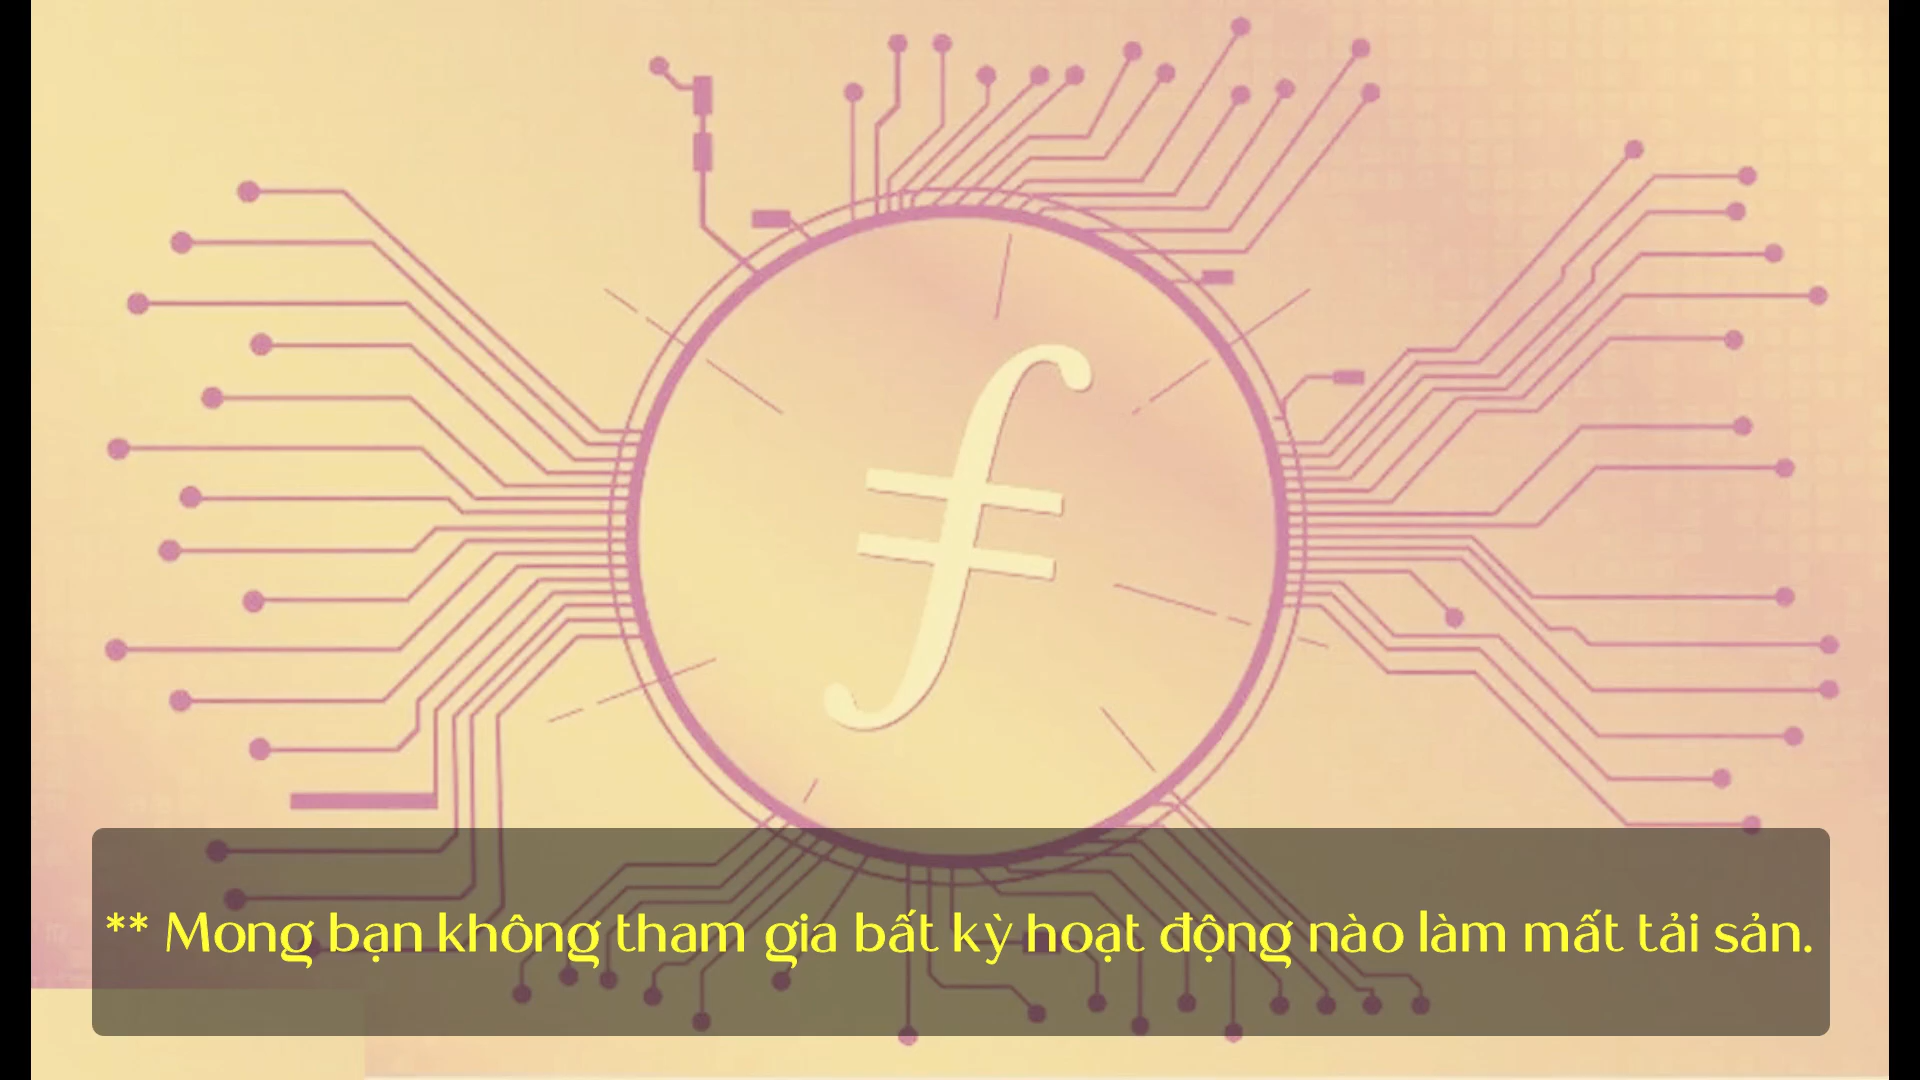 ** Mong bạn không tham gia bất kỳ hoạt động nào làm mất tải sản.